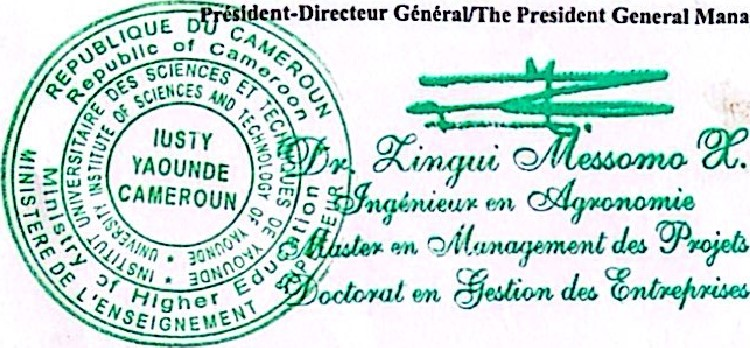 Président-Directeur Général/The President General Mana
REPUBLIQUE DU CAMEROUN
Republic of Cameroon
MINISTERE DE L'ENSEIGNEMENT SUPERIEUR
Ministry of Higher Education
INSTITUT UNIVERSITAIRE DES SCIENCES ET TECHNIQUES DE YAOUNDE
UNIVERSITY INSTITUTE OF SCIENCES AND TECHNOLOGY OF YAOUNDE
IUSTY
YAOUNDE
CAMEROUN
Dr. Zingui Messomo H.
Ingénieur en Agronomie
Master en Management des Projets
Doctorat en Gestion des Entreprises